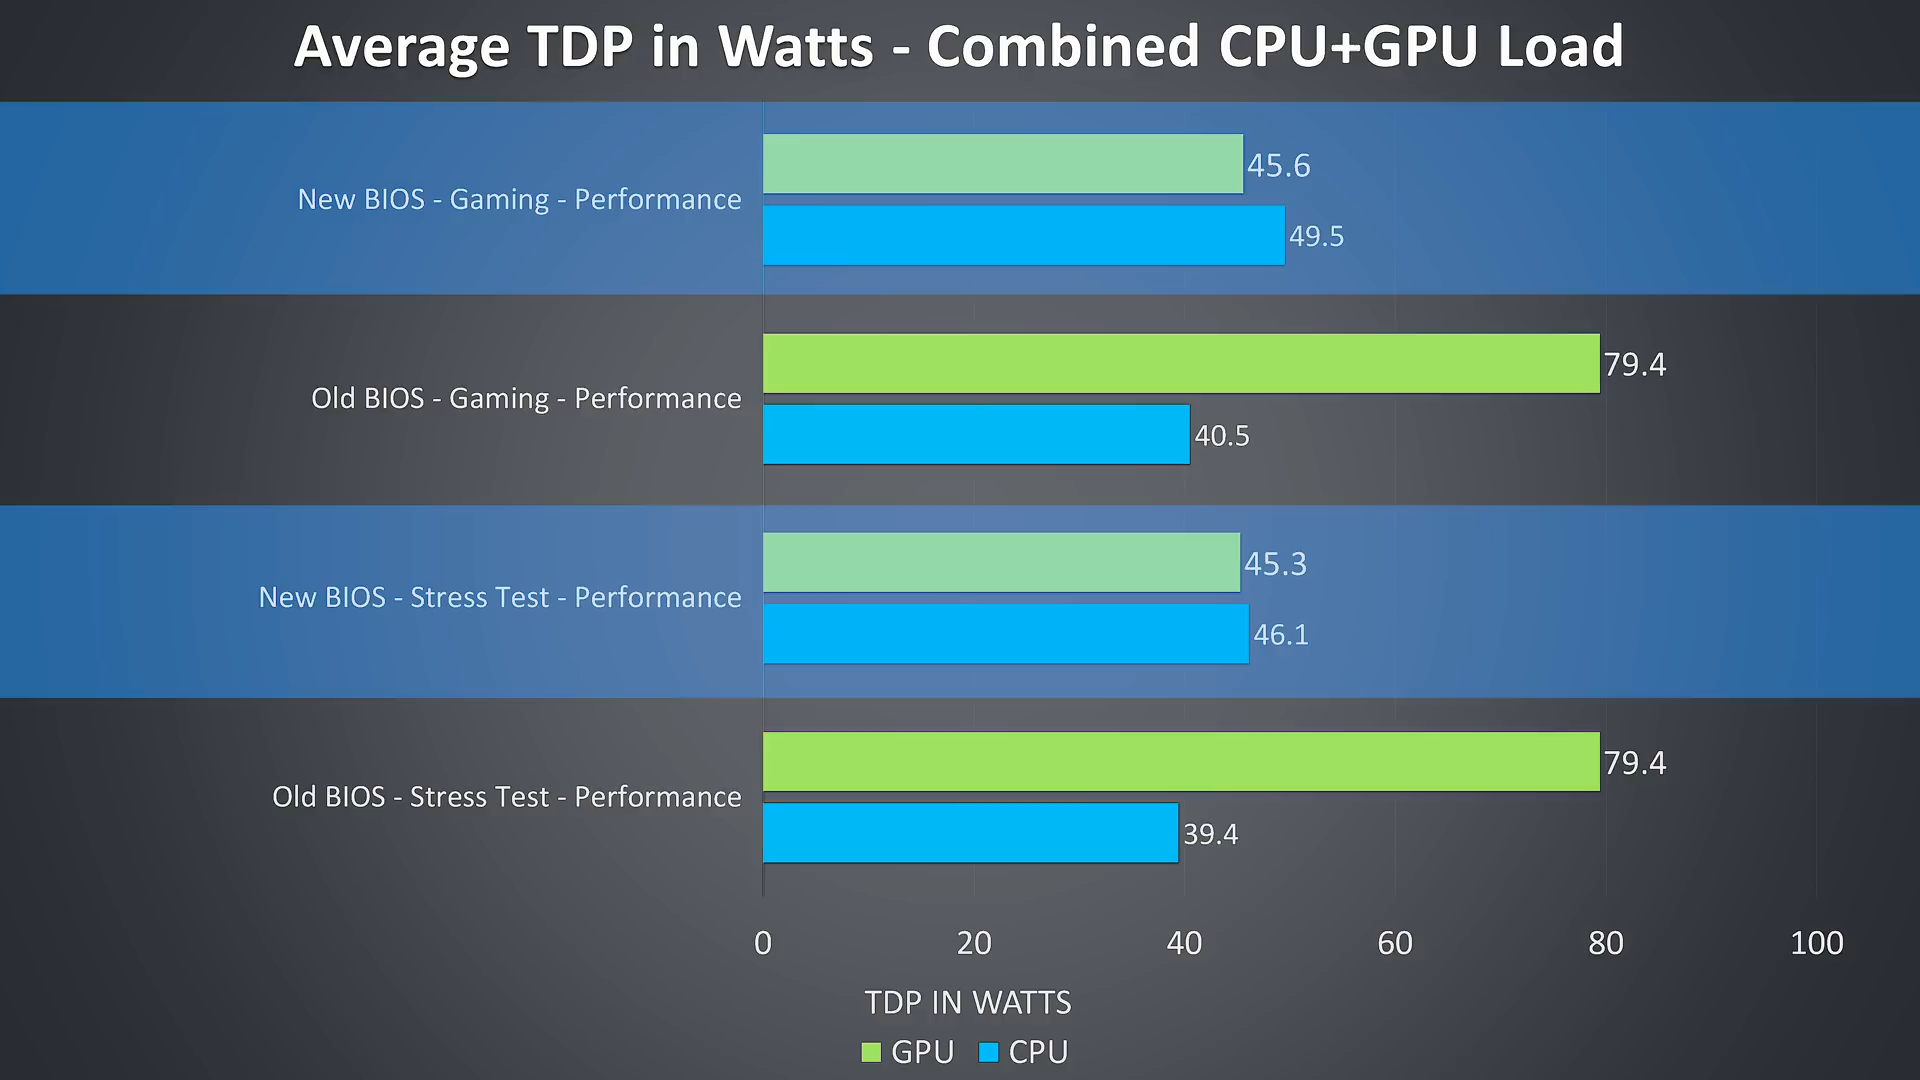 Average TDP in Watts - Combined CPU+GPU Load
New BIOS - Gaming - Performance
45.6
49.5
Old BIOS - Gaming - Performance
79.4
40.5
New BIOS - Stress Test - Performance
45.3
46.1
Old BIOS - Stress Test - Performance
79.4
39.4
0 20 40 60 80 100
TDP IN WATTS
GPU CPU